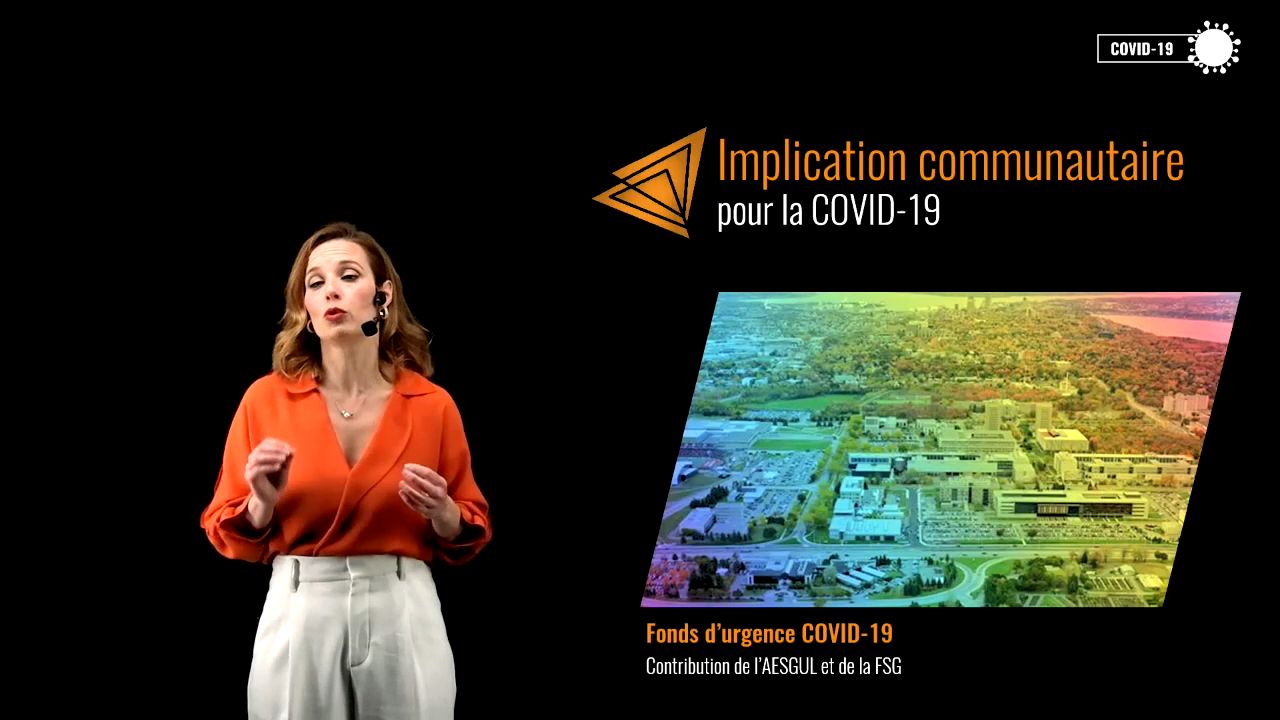 COVID-19
Implication communautaire
pour la COVID-19
Fonds d’urgence COVID-19
Contribution de l’AESGUL et de la FSG